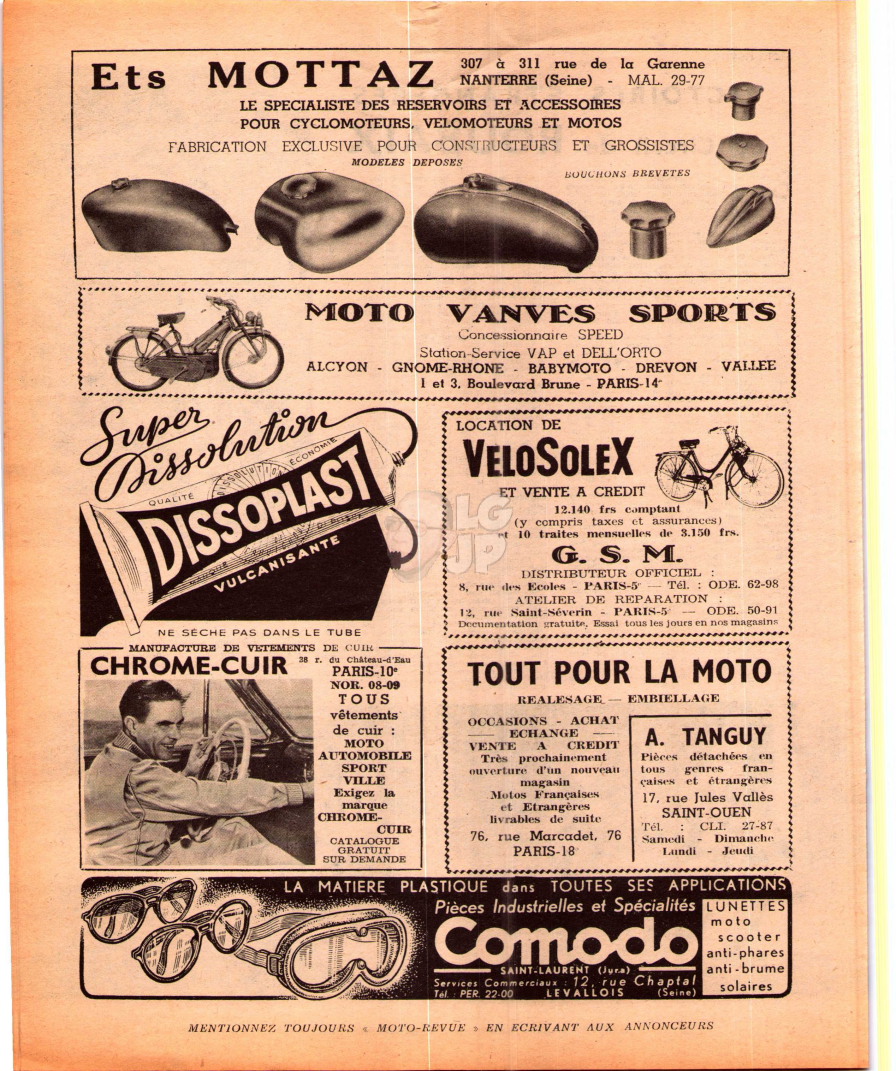 Ets MOTTAZ
307 à 311 rue de la Garenne
NANTERRE (Seine) - MAL. 29-77
LE SPECIALISTE DES RESERVOIRS ET ACCESSOIRES
POUR CYCLOMOTEURS, VELOMOTEURS ET MOTOS
FABRICATION EXCLUSIVE POUR CONSTRUCTEURS ET GROSSISTES
MODELES DEPOSES
BOUCHONS BREVETES
MOTO VANVES SPORTS
Concessionnaire SPEED
Station-Service VAP et DELL'ORTO
ALCYON - GNOME-RHONE - BABYMOTO - DREVON - VALLEE
1 et 3, Boulevard Brune - PARIS-14e
Super
Dissolution
QUALITÉ
DISSOLUTION
ÉCONOMIE
DISSOPLAST
VULCANISANTE
NE SÈCHE PAS DANS LE TUBE
LOCATION DE
VELOSOLEX
ET VENTE A CREDIT
12.140 frs comptant
(y compris taxes et assurances)
et 10 traites mensuelles de 3.150 frs.
G. S. M.
DISTRIBUTEUR OFFICIEL :
8, rue des Ecoles - PARIS-5e — Tél. : ODE. 62-98
ATELIER DE REPARATION :
12, rue Saint-Séverin - PARIS-5e — ODE. 50-91
Documentation gratuite. Essai tous les jours en nos magasins
LG
JP
MANUFACTURE DE VETEMENTS DE CUIR
CHROME-CUIR
38 r. du Château-d'Eau
PARIS-10e
NOR. 08-09
TOUS
vêtements
de cuir :
MOTO
AUTOMOBILE
SPORT
VILLE
Exigez la
marque
CHROME-
CUIR
CATALOGUE
GRATUIT
SUR DEMANDE
TOUT POUR LA MOTO
REALESAGE — EMBIELLAGE
OCCASIONS - ACHAT
— ECHANGE —
VENTE A CREDIT
Très prochainement
ouverture d'un nouveau
magasin
Motos Françaises
et Etrangères
livrables de suite
76, rue Marcadet, 76
PARIS-18e
A. TANGUY
Pièces détachées en
tous genres fran-
çaises et étrangères
17, rue Jules Vallès
SAINT-OUEN
Tél. : CLI. 27-87
Samedi - Dimanche
Lundi - Jeudi
LA MATIERE PLASTIQUE dans TOUTES SES APPLICATIONS
Pièces Industrielles et Spécialités
Comodo
SAINT-LAURENT (Jura)
Services Commerciaux : 12, rue Chaptal
Tél. : PER. 22-00 LEVALLOIS (Seine)
LUNETTES
moto
scooter
anti-phares
anti-brume
solaires
MENTIONNEZ TOUJOURS « MOTO-REVUE » EN ECRIVANT AUX ANNONCEURS